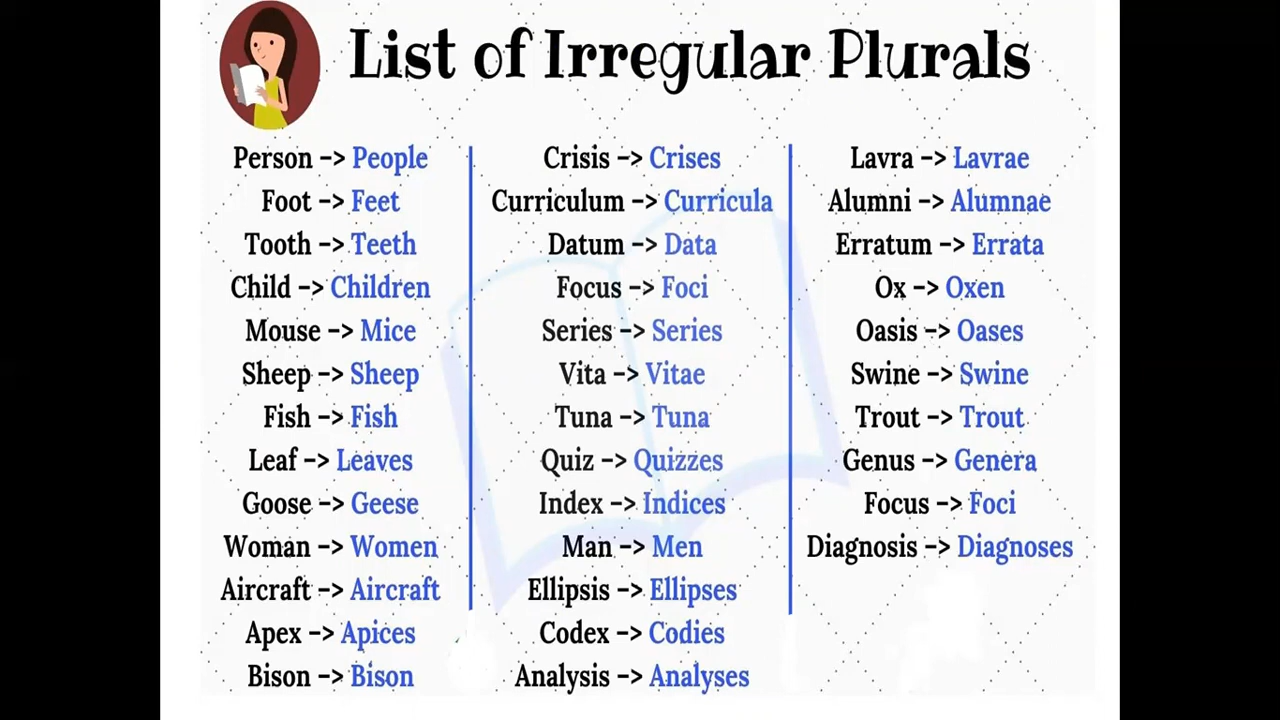 List of Irregular Plurals
Person –> People
Foot –> Feet
Tooth –> Teeth
Child –> Children
Mouse –> Mice
Sheep –> Sheep
Fish –> Fish
Leaf –> Leaves
Goose –> Geese
Woman –> Women
Aircraft –> Aircraft
Apex –> Apices
Bison –> Bison
Crisis –> Crises
Curriculum –> Curricula
Datum –> Data
Focus –> Foci
Series –> Series
Vita –> Vitae
Tuna –> Tuna
Quiz –> Quizzes
Index –> Indices
Man –> Men
Ellipsis –> Ellipses
Codex –> Codies
Analysis –> Analyses
Lavra –> Lavrae
Alumni –> Alumnae
Erratum –> Errata
Ox –> Oxen
Oasis –> Oases
Swine –> Swine
Trout –> Trout
Genus –> Genera
Focus –> Foci
Diagnosis –> Diagnoses